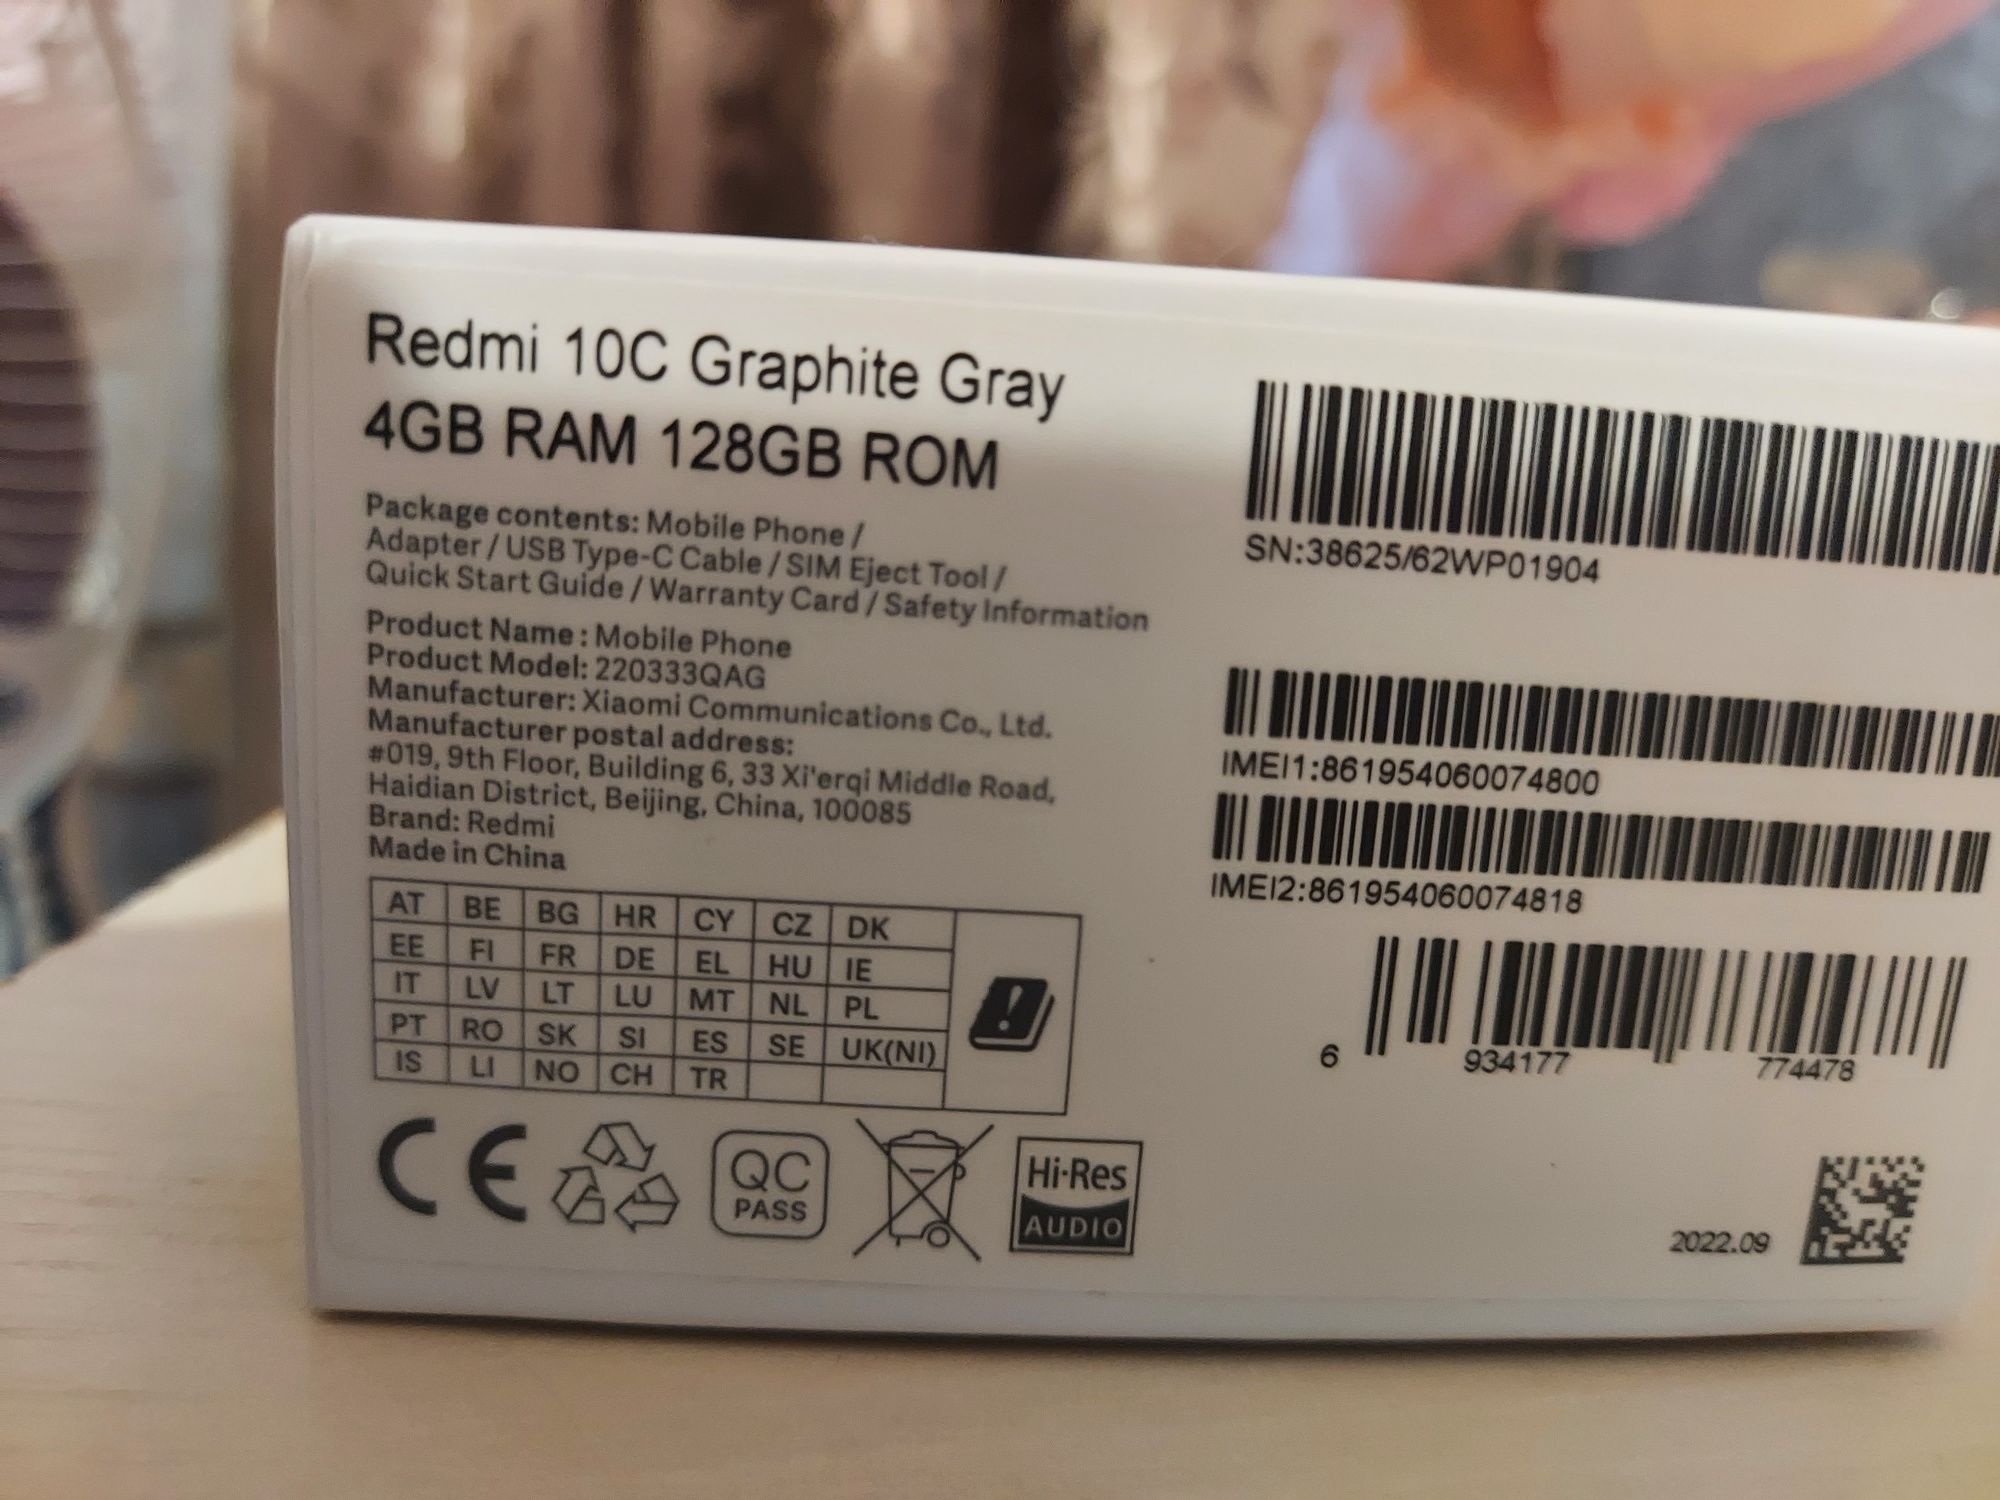 Redmi 10C Graphite Gray
4GB RAM 128GB ROM
Package contents: Mobile Phone /
Adapter / USB Type-C Cable / SIM Eject Tool /
Quick Start Guide / Warranty Card / Safety Information
Product Name : Mobile Phone
Product Model: 220333QAG
Manufacturer: Xiaomi Communications Co., Ltd.
Manufacturer postal address:
#019, 9th Floor, Building 6, 33 Xi'erqi Middle Road,
Haidian District, Beijing, China, 100085
Brand: Redmi
Made in China
AT BE BG HR CY CZ DK
EE FI FR DE EL HU IE
IT LV LT LU MT NL PL
PT RO SK SI ES SE UK(NI)
IS LI NO CH TR
CE
QC
PASS
Hi-Res
AUDIO
SN:38625/62WP01904
IMEI1:861954060074800
IMEI2:861954060074818
6 934177 774478
2022.09